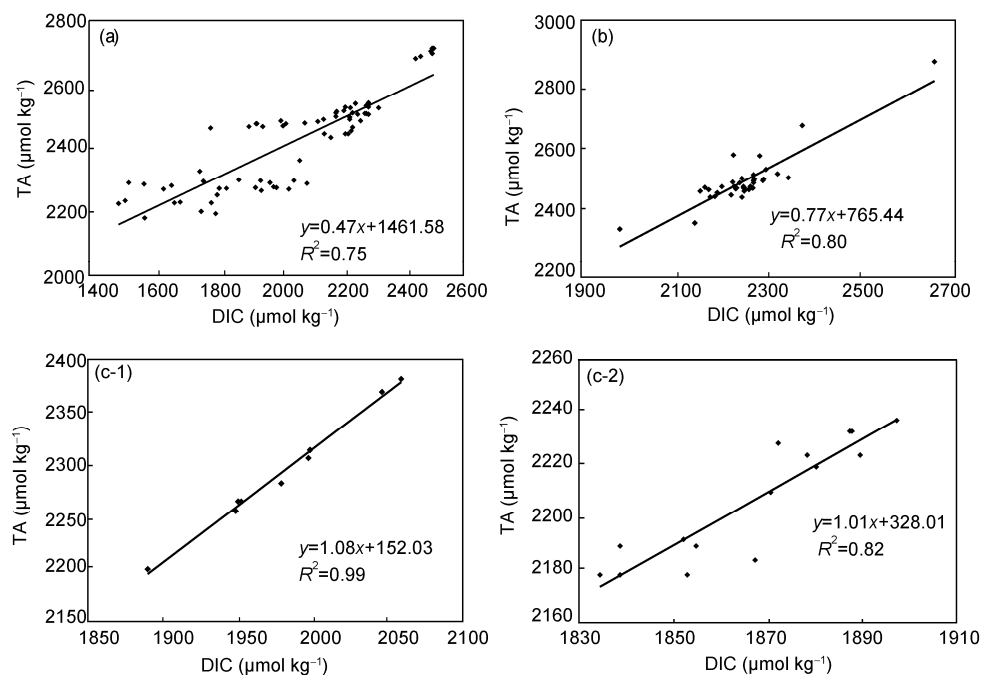 (a)
TA (μmol kg⁻¹)
2800
2600
2400
2200
2000
y=0.47x+1461.58
R²=0.75
1400 1600 1800 2000 2200 2400 2600
DIC (μmol kg⁻¹)
(b)
TA (μmol kg⁻¹)
3000
2800
2600
2400
2200
y=0.77x+765.44
R²=0.80
1900 2100 2300 2500 2700
DIC (μmol kg⁻¹)
(c-1)
TA (μmol kg⁻¹)
2400
2350
2300
2250
2200
2150
y=1.08x+152.03
R²=0.99
1850 1900 1950 2000 2050 2100
DIC (μmol kg⁻¹)
(c-2)
TA (μmol kg⁻¹)
2260
2240
2220
2200
2180
2160
y=1.01x+328.01
R²=0.82
1830 1850 1870 1890 1910
DIC (μmol kg⁻¹)